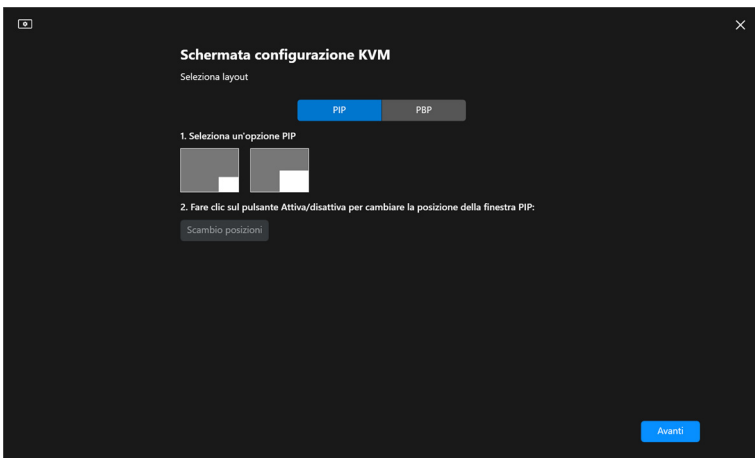 Schermata configurazione KVM
Seleziona layout
PIP
PBP
1. Seleziona un'opzione PIP
2. Fare clic sul pulsante Attiva/disattiva per cambiare la posizione della finestra PIP:
Scambio posizioni
Avanti